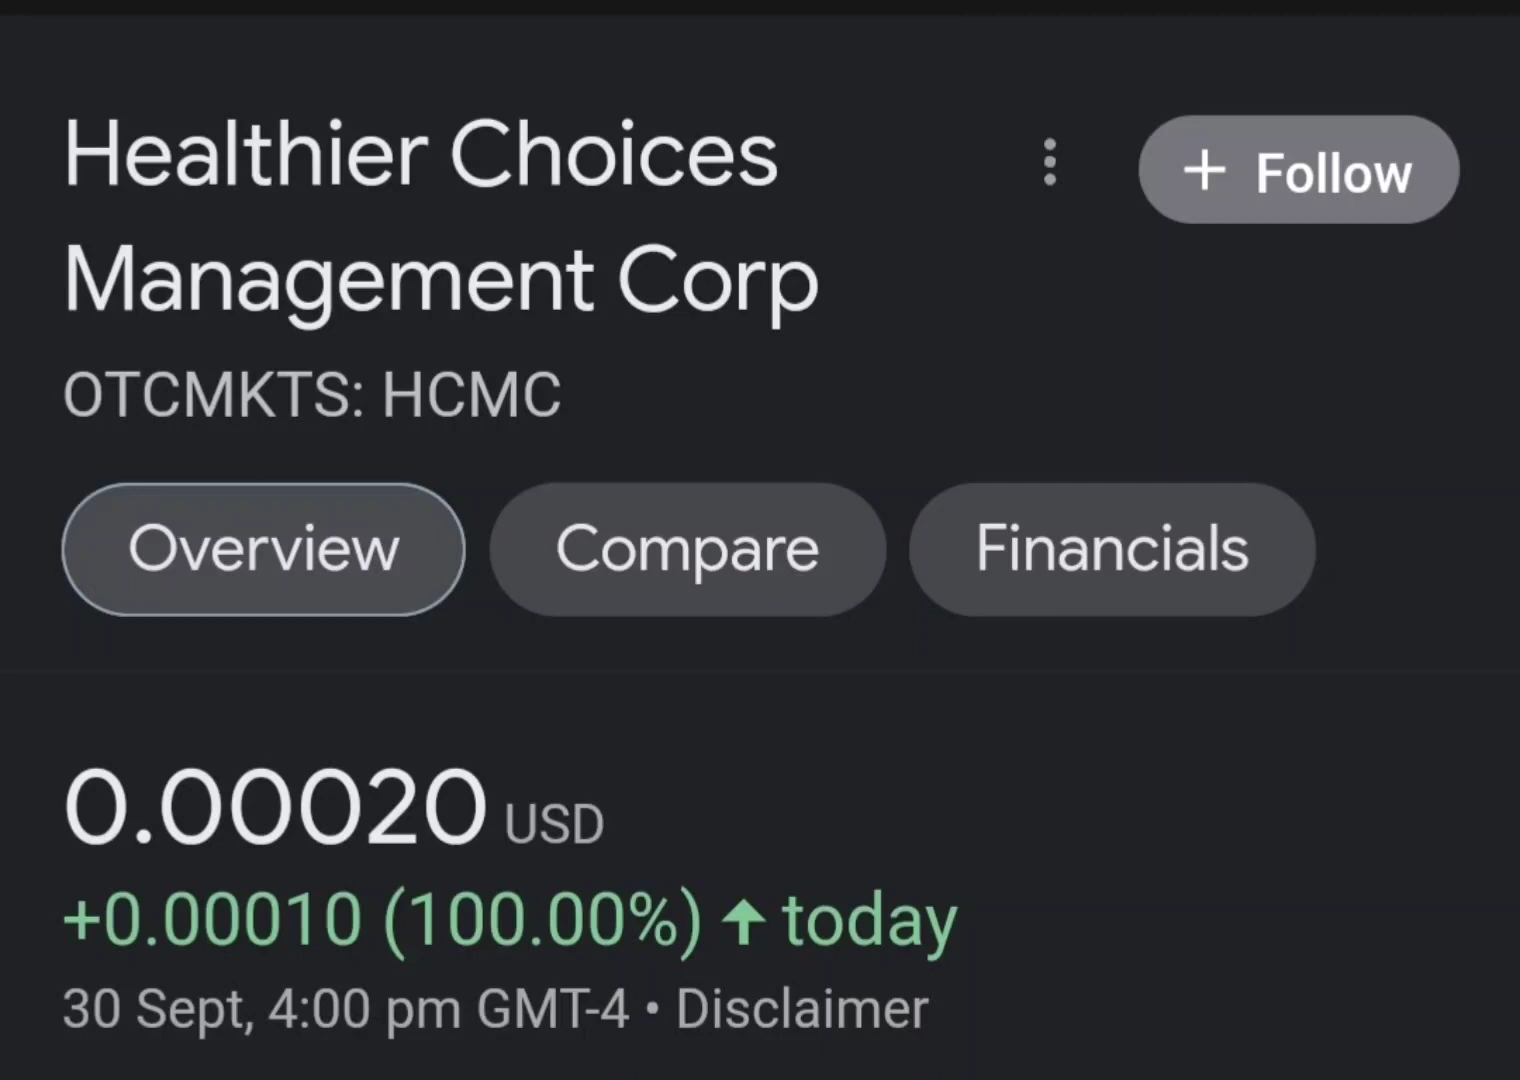 Healthier Choices
Management Corp
+ Follow
OTCMKTS: HCMC
Overview Compare Financials
0.00020 USD
+0.00010 (100.00%) ↑ today
30 Sept, 4:00 pm GMT-4 • Disclaimer